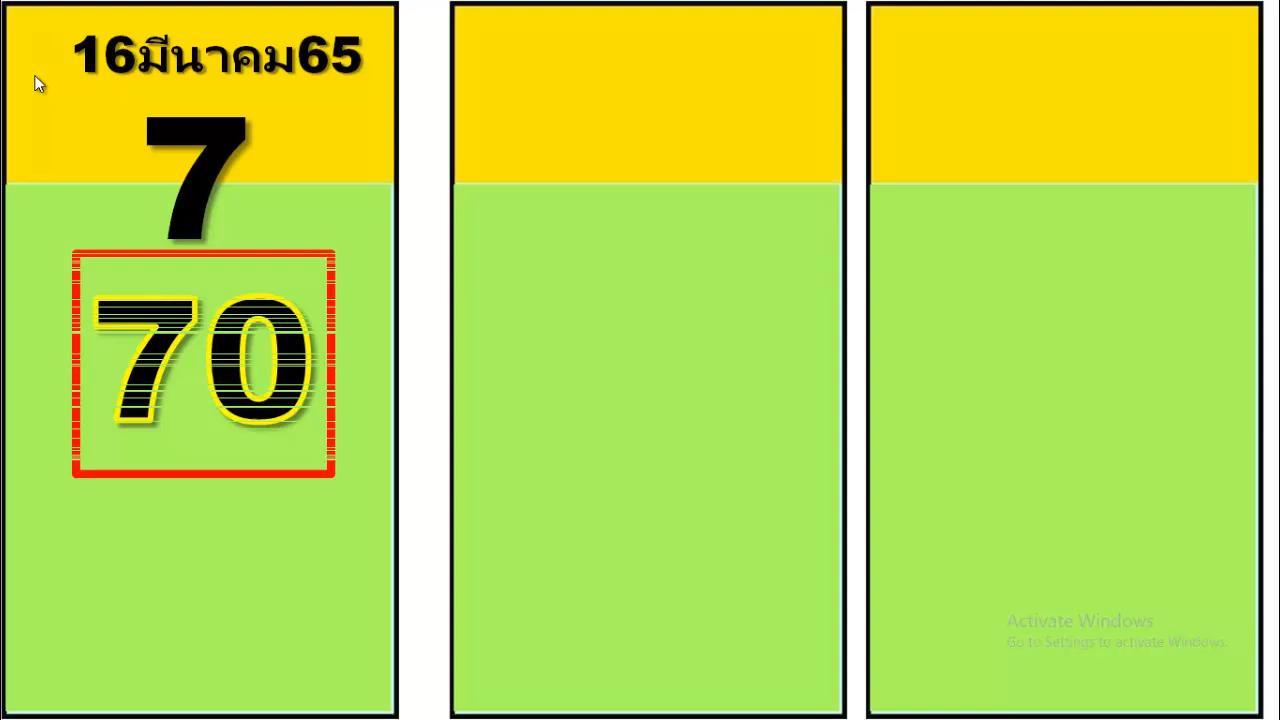 16มีนาคม65
7
70
Activate Windows
Go to Settings to activate Windows.